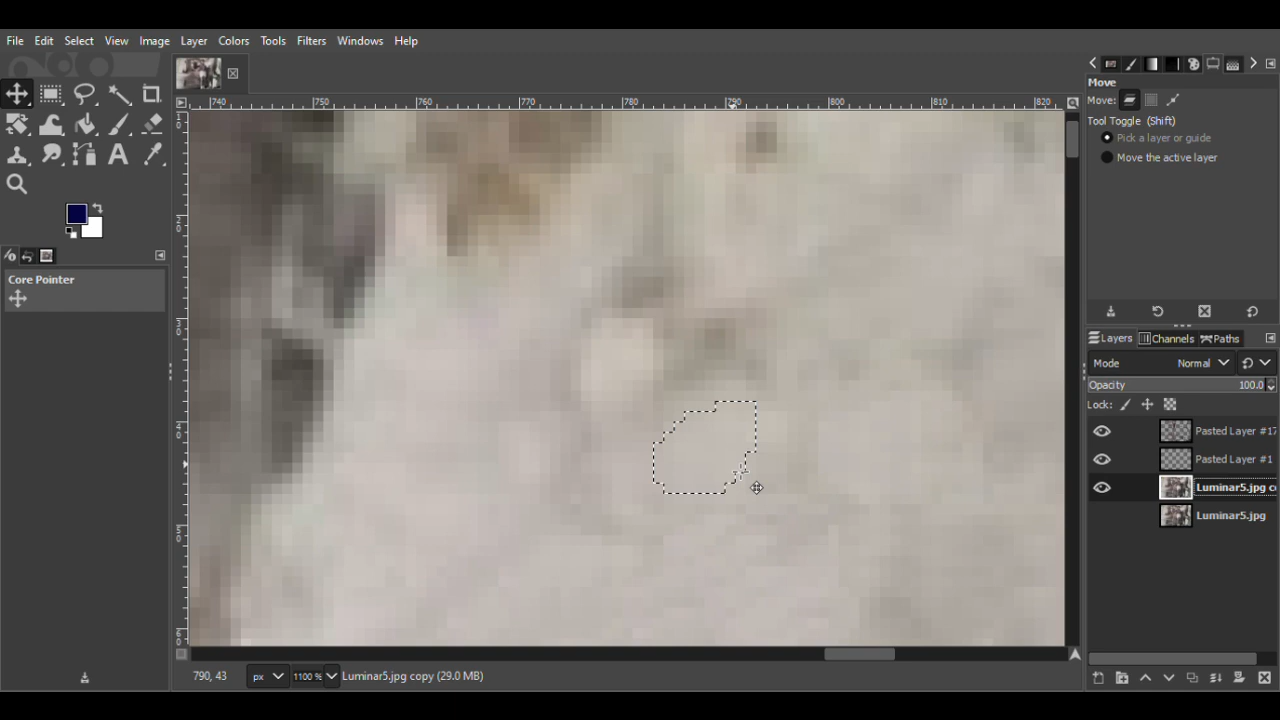 File Edit Select View Image Layer Colors Tools Filters Windows Help
Move
Move:
Tool Toggle (Shift)
Pick a layer or guide
Move the active layer
740 750 760 770 780 790 800 810 820
Core Pointer
Layers Channels Paths
Mode Normal
Opacity 100.0
Lock:
Pasted Layer #17
Pasted Layer #1
Luminar5.jpg c
Luminar5.jpg
790, 43 px 1100 % Luminar5.jpg copy (29.0 MB)